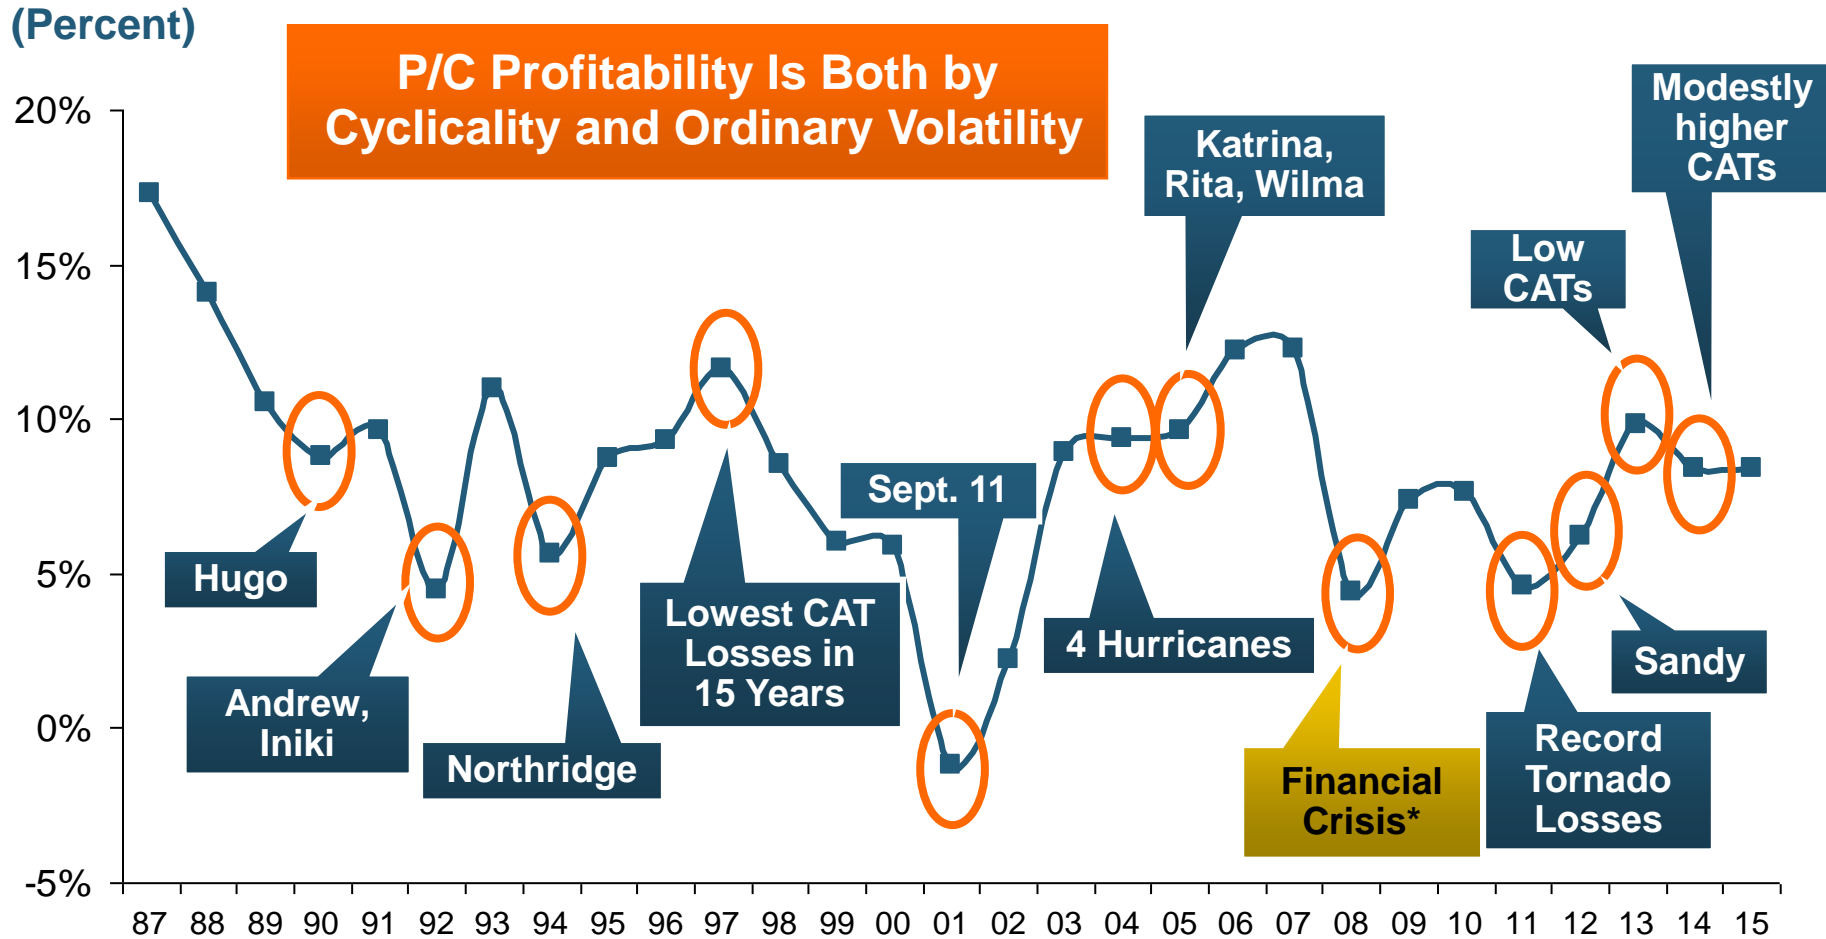 (Percent)
P/C Profitability Is Both by
Cyclicality and Ordinary Volatility
20%
15%
10%
5%
0%
-5%
Hugo
Andrew,
Iniki
Northridge
Lowest CAT
Losses in
15 Years
Sept. 11
4 Hurricanes
Katrina,
Rita, Wilma
Financial
Crisis*
Record
Tornado
Losses
Sandy
Low
CATs
Modestly
higher
CATs
87 88 89 90 91 92 93 94 95 96 97 98 99 00 01 02 03 04 05 06 07 08 09 10 11 12 13 14 15